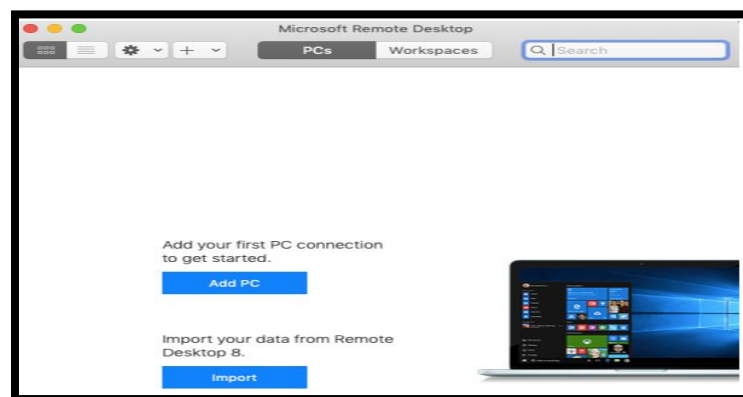 Microsoft Remote Desktop
PCs Workspaces Search
Add your first PC connection
to get started.
Add PC
Import your data from Remote
Desktop 8.
Import